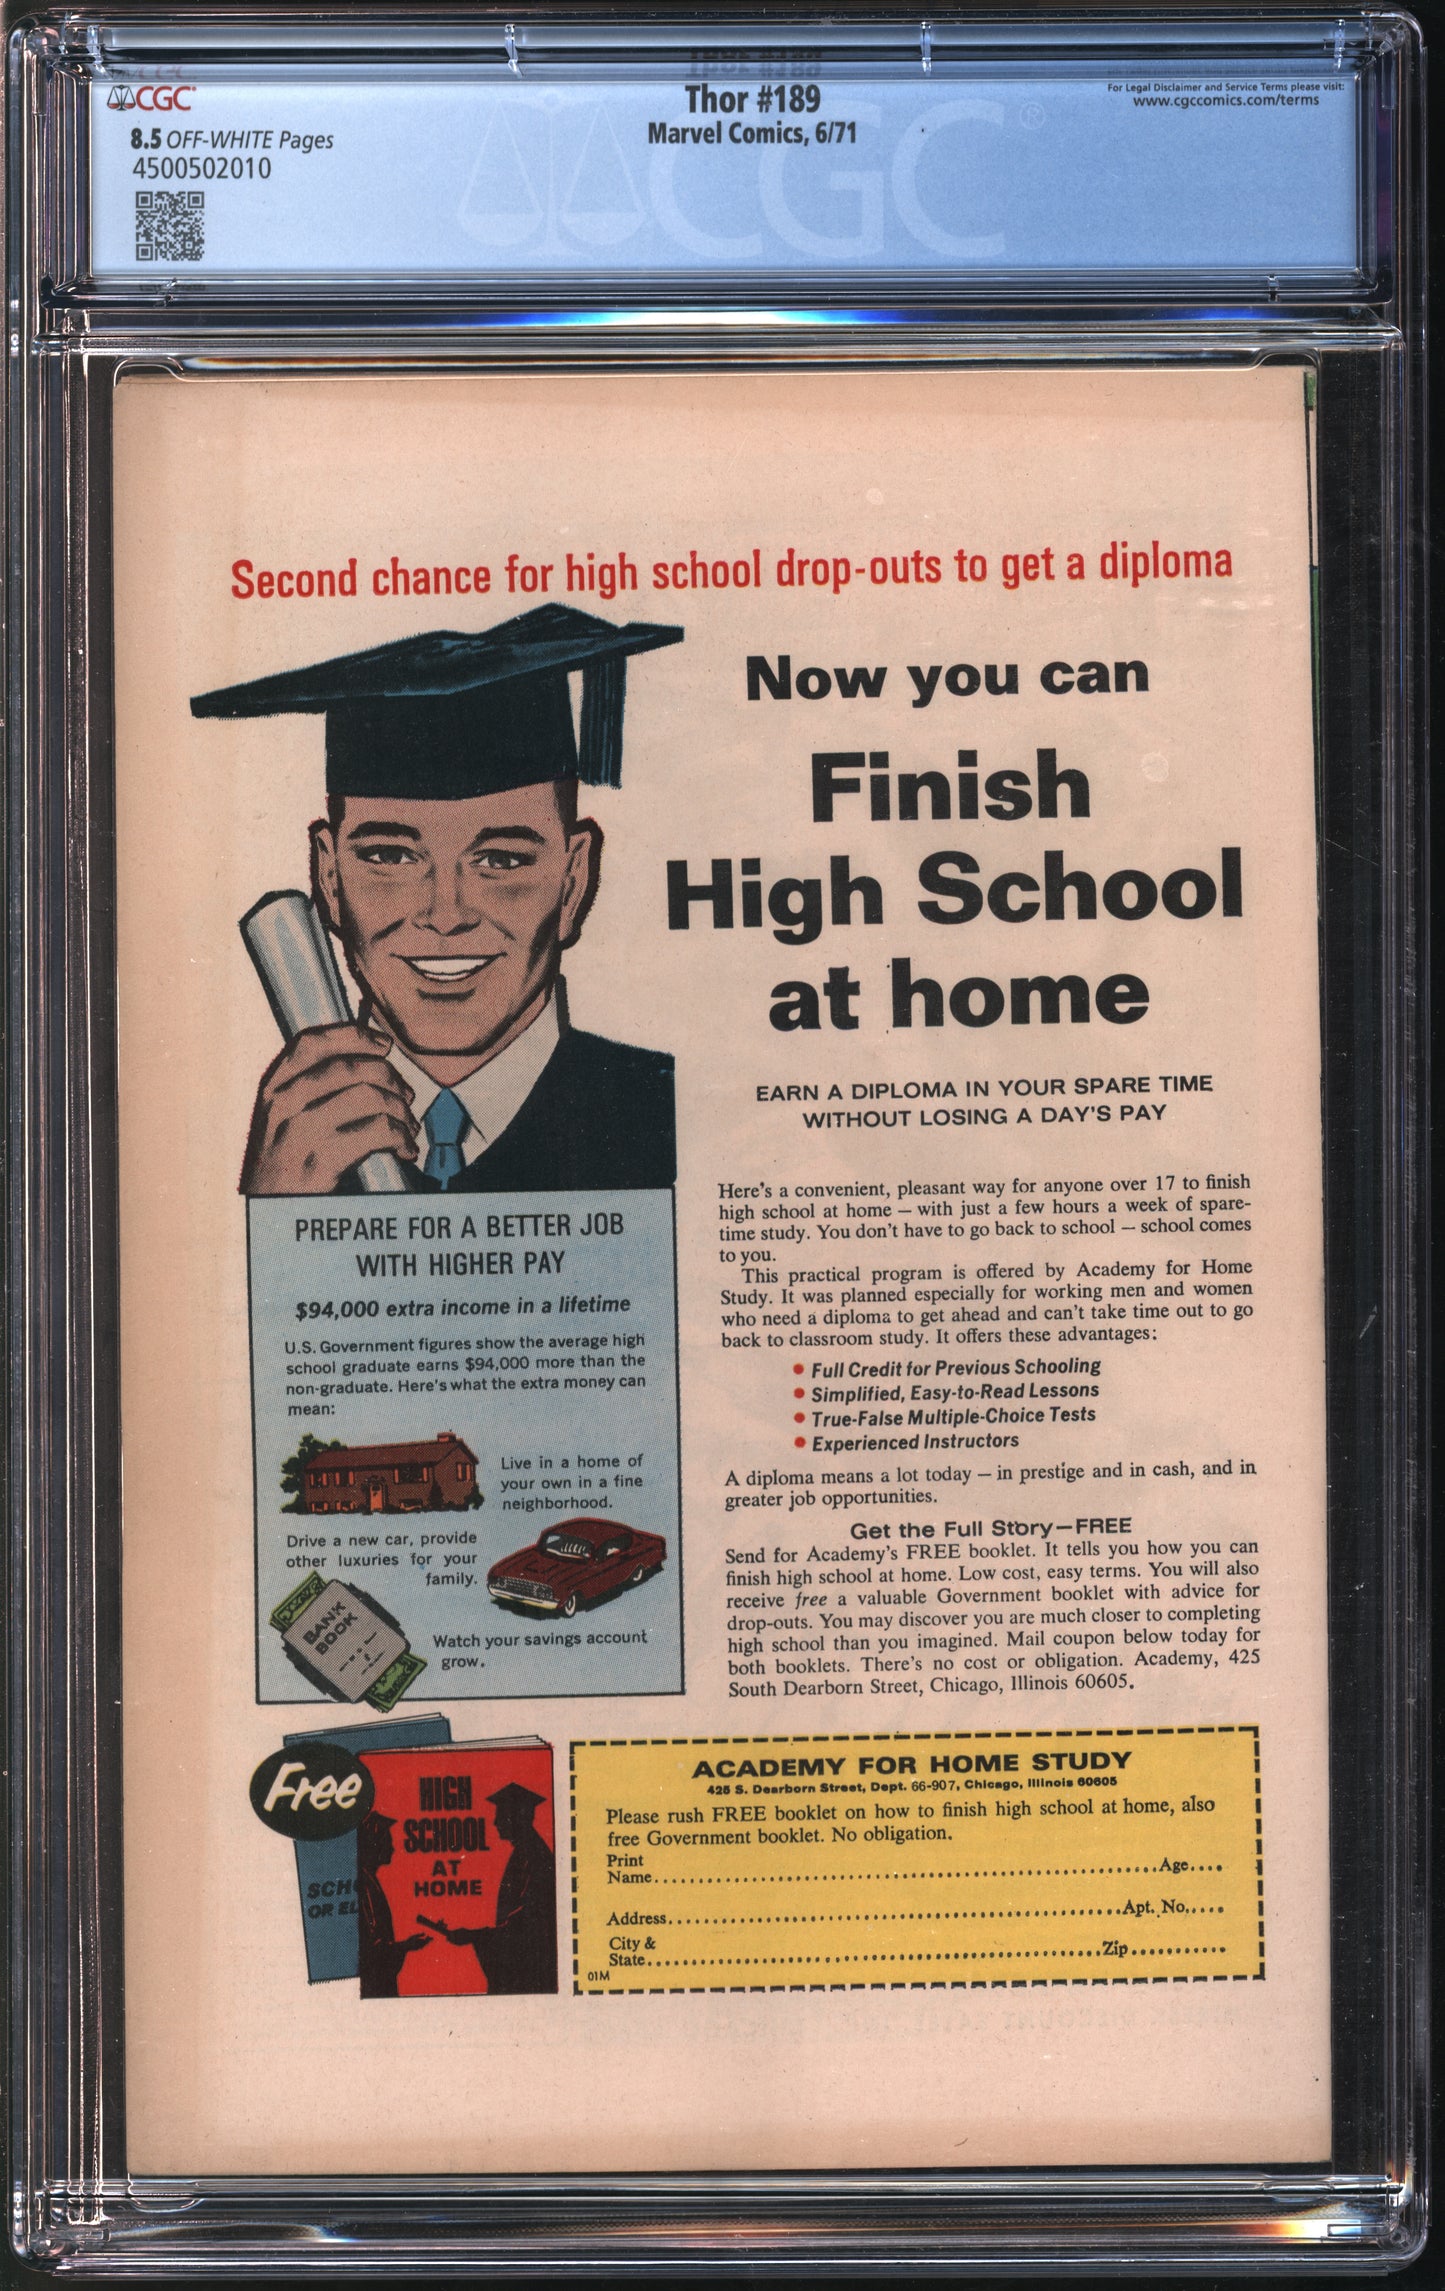 CGC
8.5 OFF-WHITE Pages
4500502010
Thor #189
Marvel Comics, 6/71
For Legal Disclaimer and Service Terms please visit:
www.cgccomics.com/terms
CGC®
Second chance for high school drop-outs to get a diploma
Now you can
Finish
High School
at home
EARN A DIPLOMA IN YOUR SPARE TIME
WITHOUT LOSING A DAY'S PAY
PREPARE FOR A BETTER JOB
WITH HIGHER PAY
$94,000 extra income in a lifetime
U.S. Government figures show the average high
school graduate earns $94,000 more than the
non-graduate. Here's what the extra money can
mean:
Live in a home of
your own in a fine
neighborhood.
Drive a new car, provide
other luxuries for your
family.
BANK
BOOK
Watch your savings account
grow.
Here's a convenient, pleasant way for anyone over 17 to finish
high school at home — with just a few hours a week of spare-
time study. You don't have to go back to school — school comes
to you.
This practical program is offered by Academy for Home
Study. It was planned especially for working men and women
who need a diploma to get ahead and can't take time out to go
back to classroom study. It offers these advantages:
• Full Credit for Previous Schooling
• Simplified, Easy-to-Read Lessons
• True-False Multiple-Choice Tests
• Experienced Instructors
A diploma means a lot today — in prestige and in cash, and in
greater job opportunities.
Get the Full Story—FREE
Send for Academy's FREE booklet. It tells you how you can
finish high school at home. Low cost, easy terms. You will also
receive free a valuable Government booklet with advice for
drop-outs. You may discover you are much closer to completing
high school than you imagined. Mail coupon below today for
both booklets. There's no cost or obligation. Academy, 425
South Dearborn Street, Chicago, Illinois 60605.
Free
SCH
OR EL
HIGH
SCHOOL
AT
HOME
ACADEMY FOR HOME STUDY
425 S. Dearborn Street, Dept. 66-907, Chicago, Illinois 60605
Please rush FREE booklet on how to finish high school at home, also
free Government booklet. No obligation.
Print
Name.......... Age....
Address.......... Apt. No.....
City &
State.......... Zip..........
01M